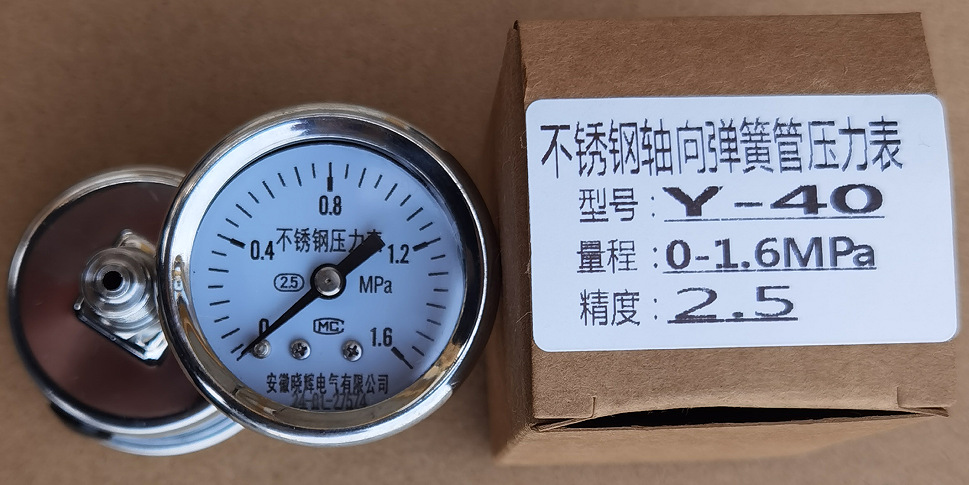 0.8
不锈钢压力表
0.4
1.2
2.5
MPa
0
MC
1.6
安徽晓辉电气有限公司
不锈钢轴向弹簧管压力表
型号：Y-40
量程：0-1.6MPa
精度：2.5